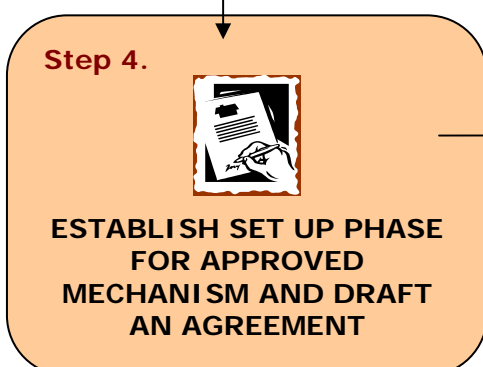 Step 4.
ESTABLISH SET UP PHASE
FOR APPROVED
MECHANISM AND DRAFT
AN AGREEMENT